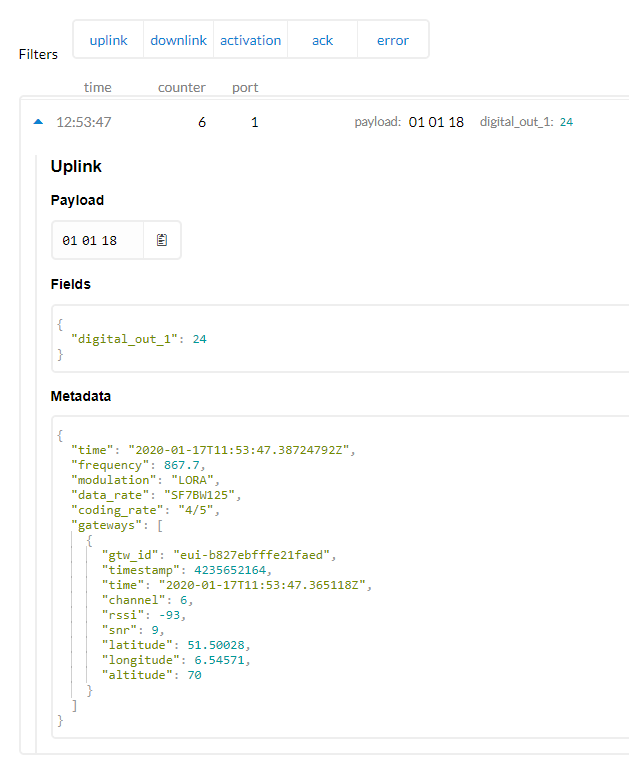 Filters uplink downlink activation ack error
time counter port
12:53:47 6 1 payload: 01 01 18 digital_out_1: 24
Uplink
Payload
01 01 18
Fields
{
"digital_out_1": 24
}
Metadata
{
"time": "2020-01-17T11:53:47.38724792Z",
"frequency": 867.7,
"modulation": "LORA",
"data_rate": "SF7BW125",
"coding_rate": "4/5",
"gateways": [
{
"gtw_id": "eui-b827ebfffe21faed",
"timestamp": 4235652164,
"time": "2020-01-17T11:53:47.365118Z",
"channel": 6,
"rssi": -93,
"snr": 9,
"latitude": 51.50028,
"longitude": 6.54571,
"altitude": 70
}
]
}